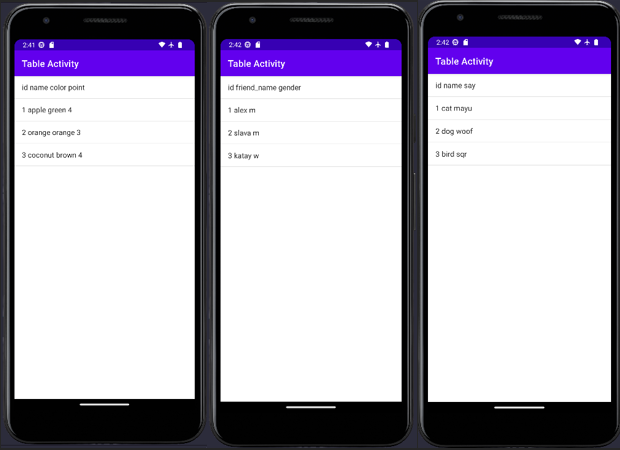 2:41
Table Activity
id name color point
1 apple green 4
2 orange orange 3
3 coconut brown 4
2:42
Table Activity
id friend_name gender
1 alex m
2 slava m
3 katay w
2:42
Table Activity
id name say
1 cat mayu
2 dog woof
3 bird sqr